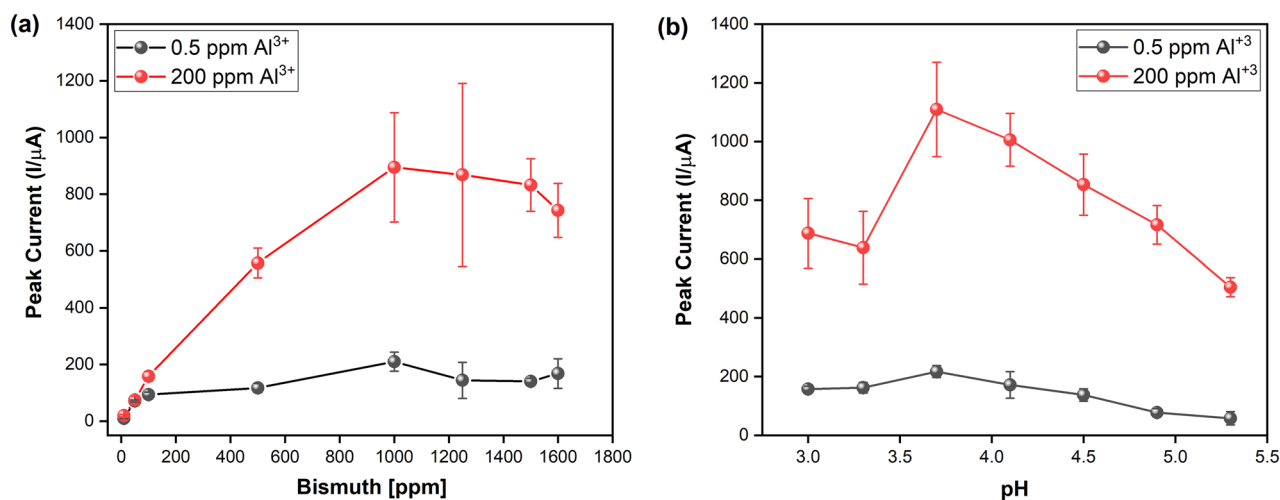 (a)
1400
1200
1000
800
600
400
200
0
Peak Current (I/μA)
0.5 ppm Al³⁺
200 ppm Al³⁺
0 200 400 600 800 1000 1200 1400 1600 1800
Bismuth [ppm]
(b)
1400
1200
1000
800
600
400
200
0
Peak Current (I/μA)
0.5 ppm Al⁺³
200 ppm Al⁺³
3.0 3.5 4.0 4.5 5.0 5.5
pH